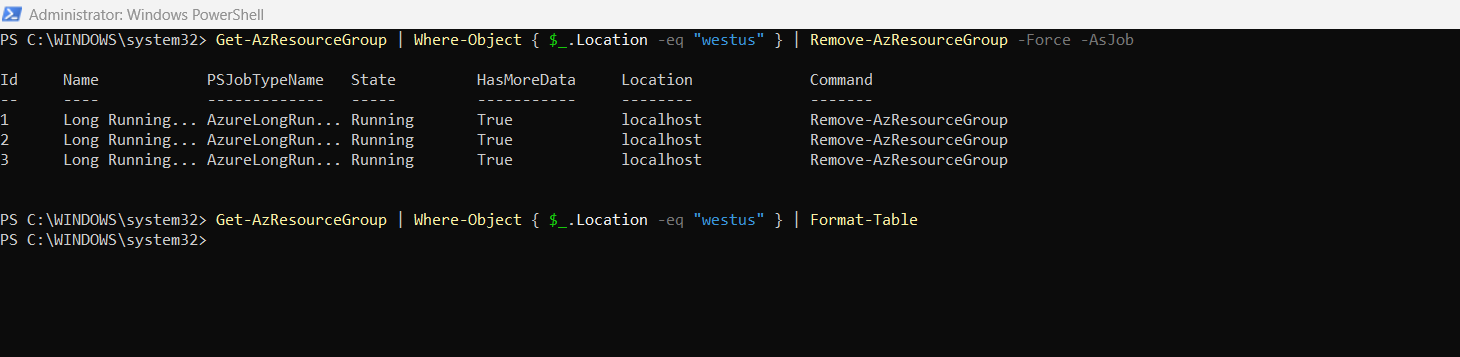 Administrator: Windows PowerShell
PS C:\WINDOWS\system32> Get-AzResourceGroup | Where-Object { $_.Location -eq "westus" } | Remove-AzResourceGroup -Force -AsJob
Id     Name            PSJobTypeName   State         HasMoreData     Location             Command
--     ----            -------------   -----         -----------     --------             -------
1      Long Running... AzureLongRun... Running       True            localhost            Remove-AzResourceGroup
2      Long Running... AzureLongRun... Running       True            localhost            Remove-AzResourceGroup
3      Long Running... AzureLongRun... Running       True            localhost            Remove-AzResourceGroup
PS C:\WINDOWS\system32> Get-AzResourceGroup | Where-Object { $_.Location -eq "westus" } | Format-Table
PS C:\WINDOWS\system32>